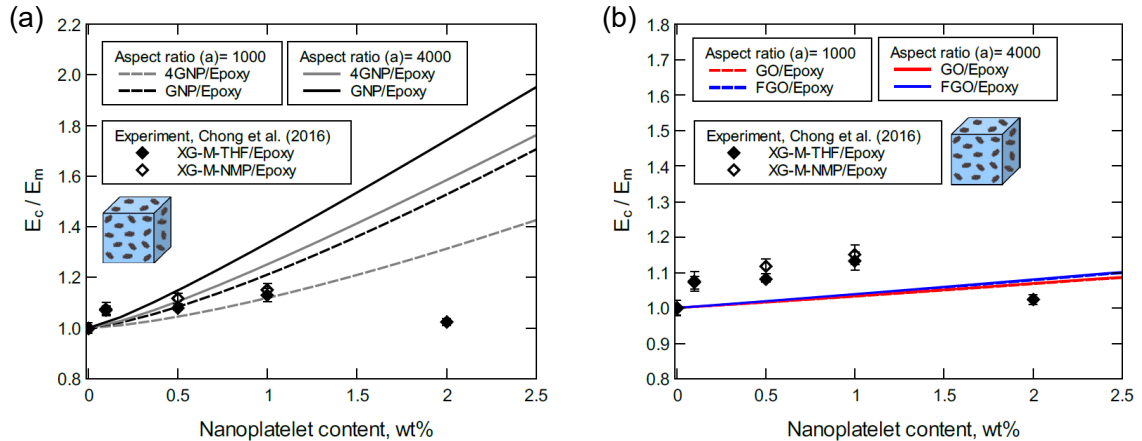 (a)
2.2
2.0
1.8
1.6
1.4
1.2
1.0
0.8
E_c / E_m
Aspect ratio (a)= 1000
4GNP/Epoxy
GNP/Epoxy
Aspect ratio (a)= 4000
4GNP/Epoxy
GNP/Epoxy
Experiment, Chong et al. (2016)
XG-M-THF/Epoxy
XG-M-NMP/Epoxy
0 0.5 1.0 1.5 2.0 2.5
Nanoplatelet content, wt%
(b)
1.8
1.7
1.6
1.5
1.4
1.3
1.2
1.1
1.0
0.9
0.8
E_c / E_m
Aspect ratio (a)= 1000
GO/Epoxy
FGO/Epoxy
Aspect ratio (a)= 4000
GO/Epoxy
FGO/Epoxy
Experiment, Chong et al. (2016)
XG-M-THF/Epoxy
XG-M-NMP/Epoxy
0 0.5 1.0 1.5 2.0 2.5
Nanoplatelet content, wt%